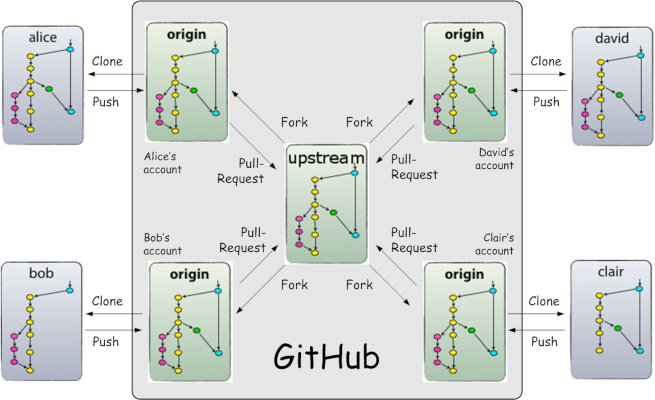 alice
Clone
Push
origin
Alice's
account
Fork
Pull-
Request
origin
David's
account
Fork
Pull-
Request
Clone
Push
david
upstream
bob
Clone
Push
Bob's
account
origin
Pull-
Request
Fork
Pull-
Request
Fork
Clair's
account
origin
Clone
Push
clair
GitHub